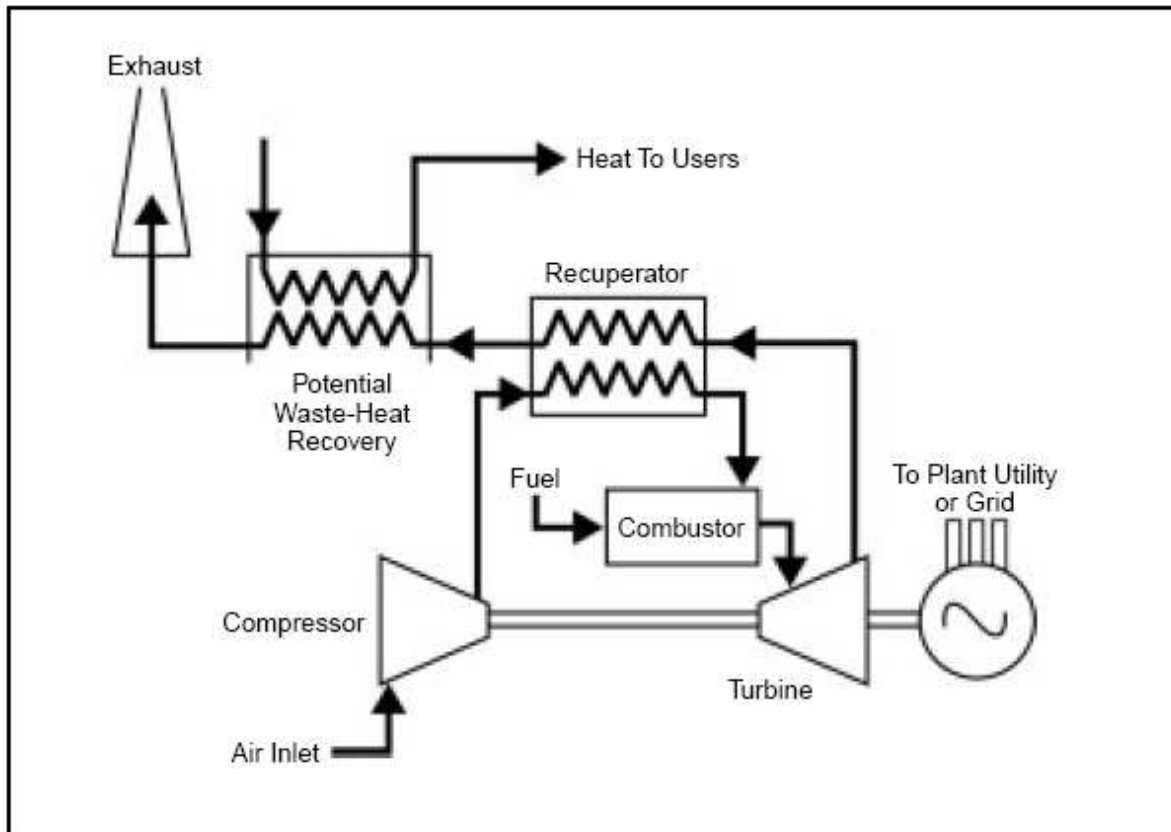 Exhaust
Heat To Users
Recuperator
Potential
Waste-Heat
Recovery
Fuel
To Plant Utility
or Grid
Combustor
Compressor
Turbine
Air Inlet